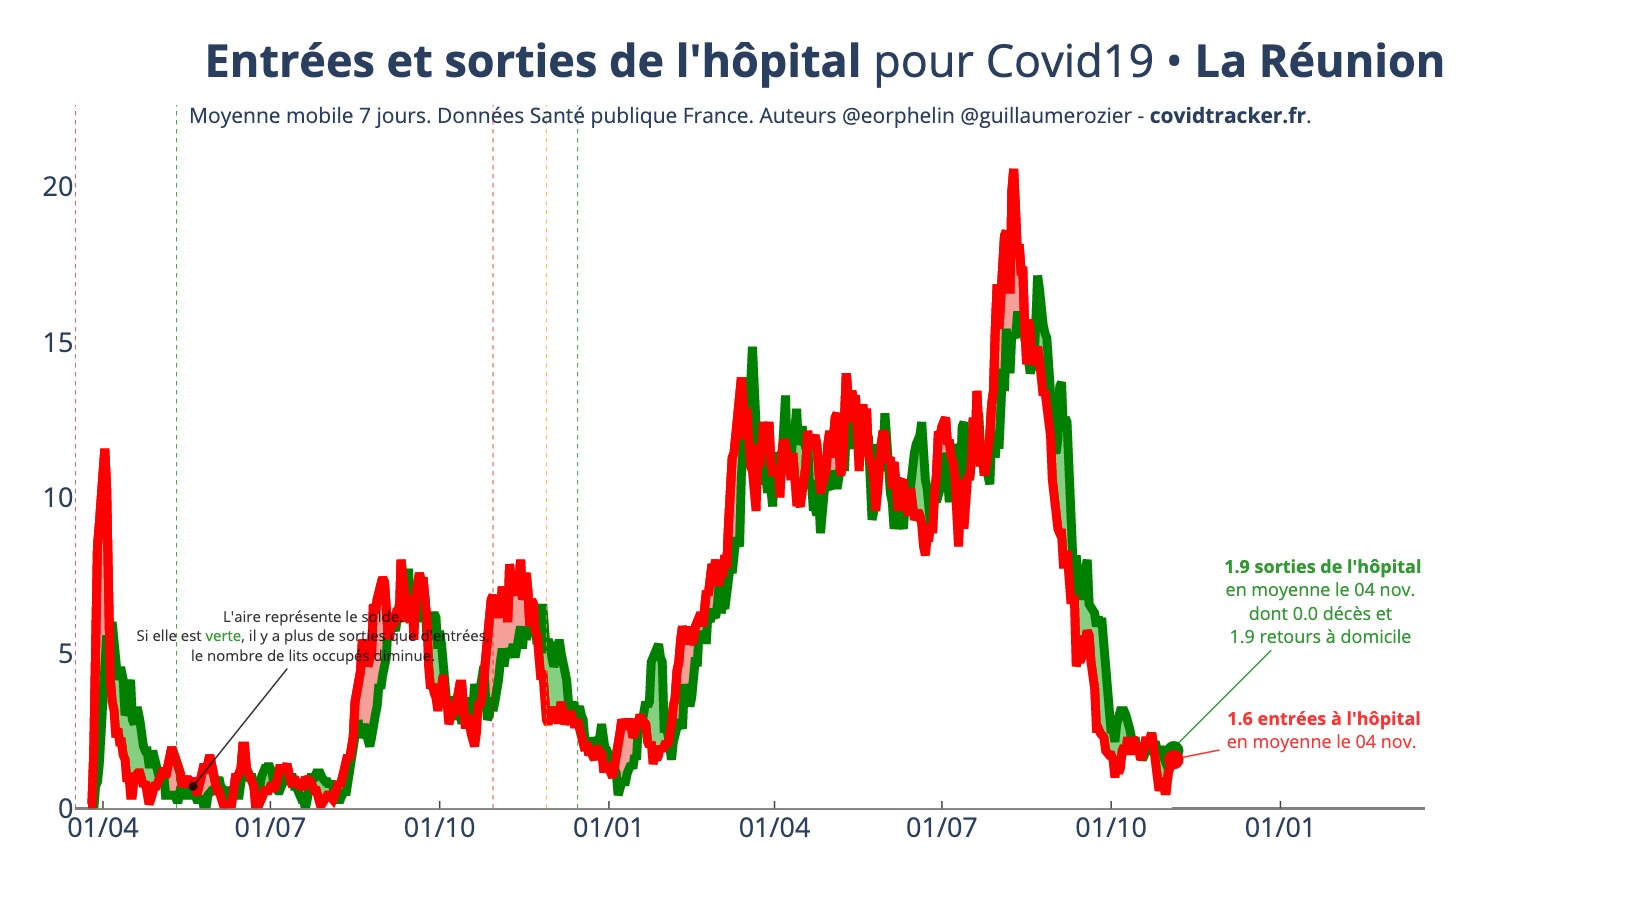 Entrées et sorties de l'hôpital pour Covid19 • La Réunion
Moyenne mobile 7 jours. Données Santé publique France. Auteurs @eorphelin @guillaumerozier - covidtracker.fr.
20
15
10
5
0
L'aire représente le solde.
Si elle est verte, il y a plus de sorties que d'entrées,
le nombre de lits occupés diminue.
1.9 sorties de l'hôpital
en moyenne le 04 nov.
dont 0.0 décès et
1.9 retours à domicile
1.6 entrées à l'hôpital
en moyenne le 04 nov.
01/04 01/07 01/10 01/01 01/04 01/07 01/10 01/01